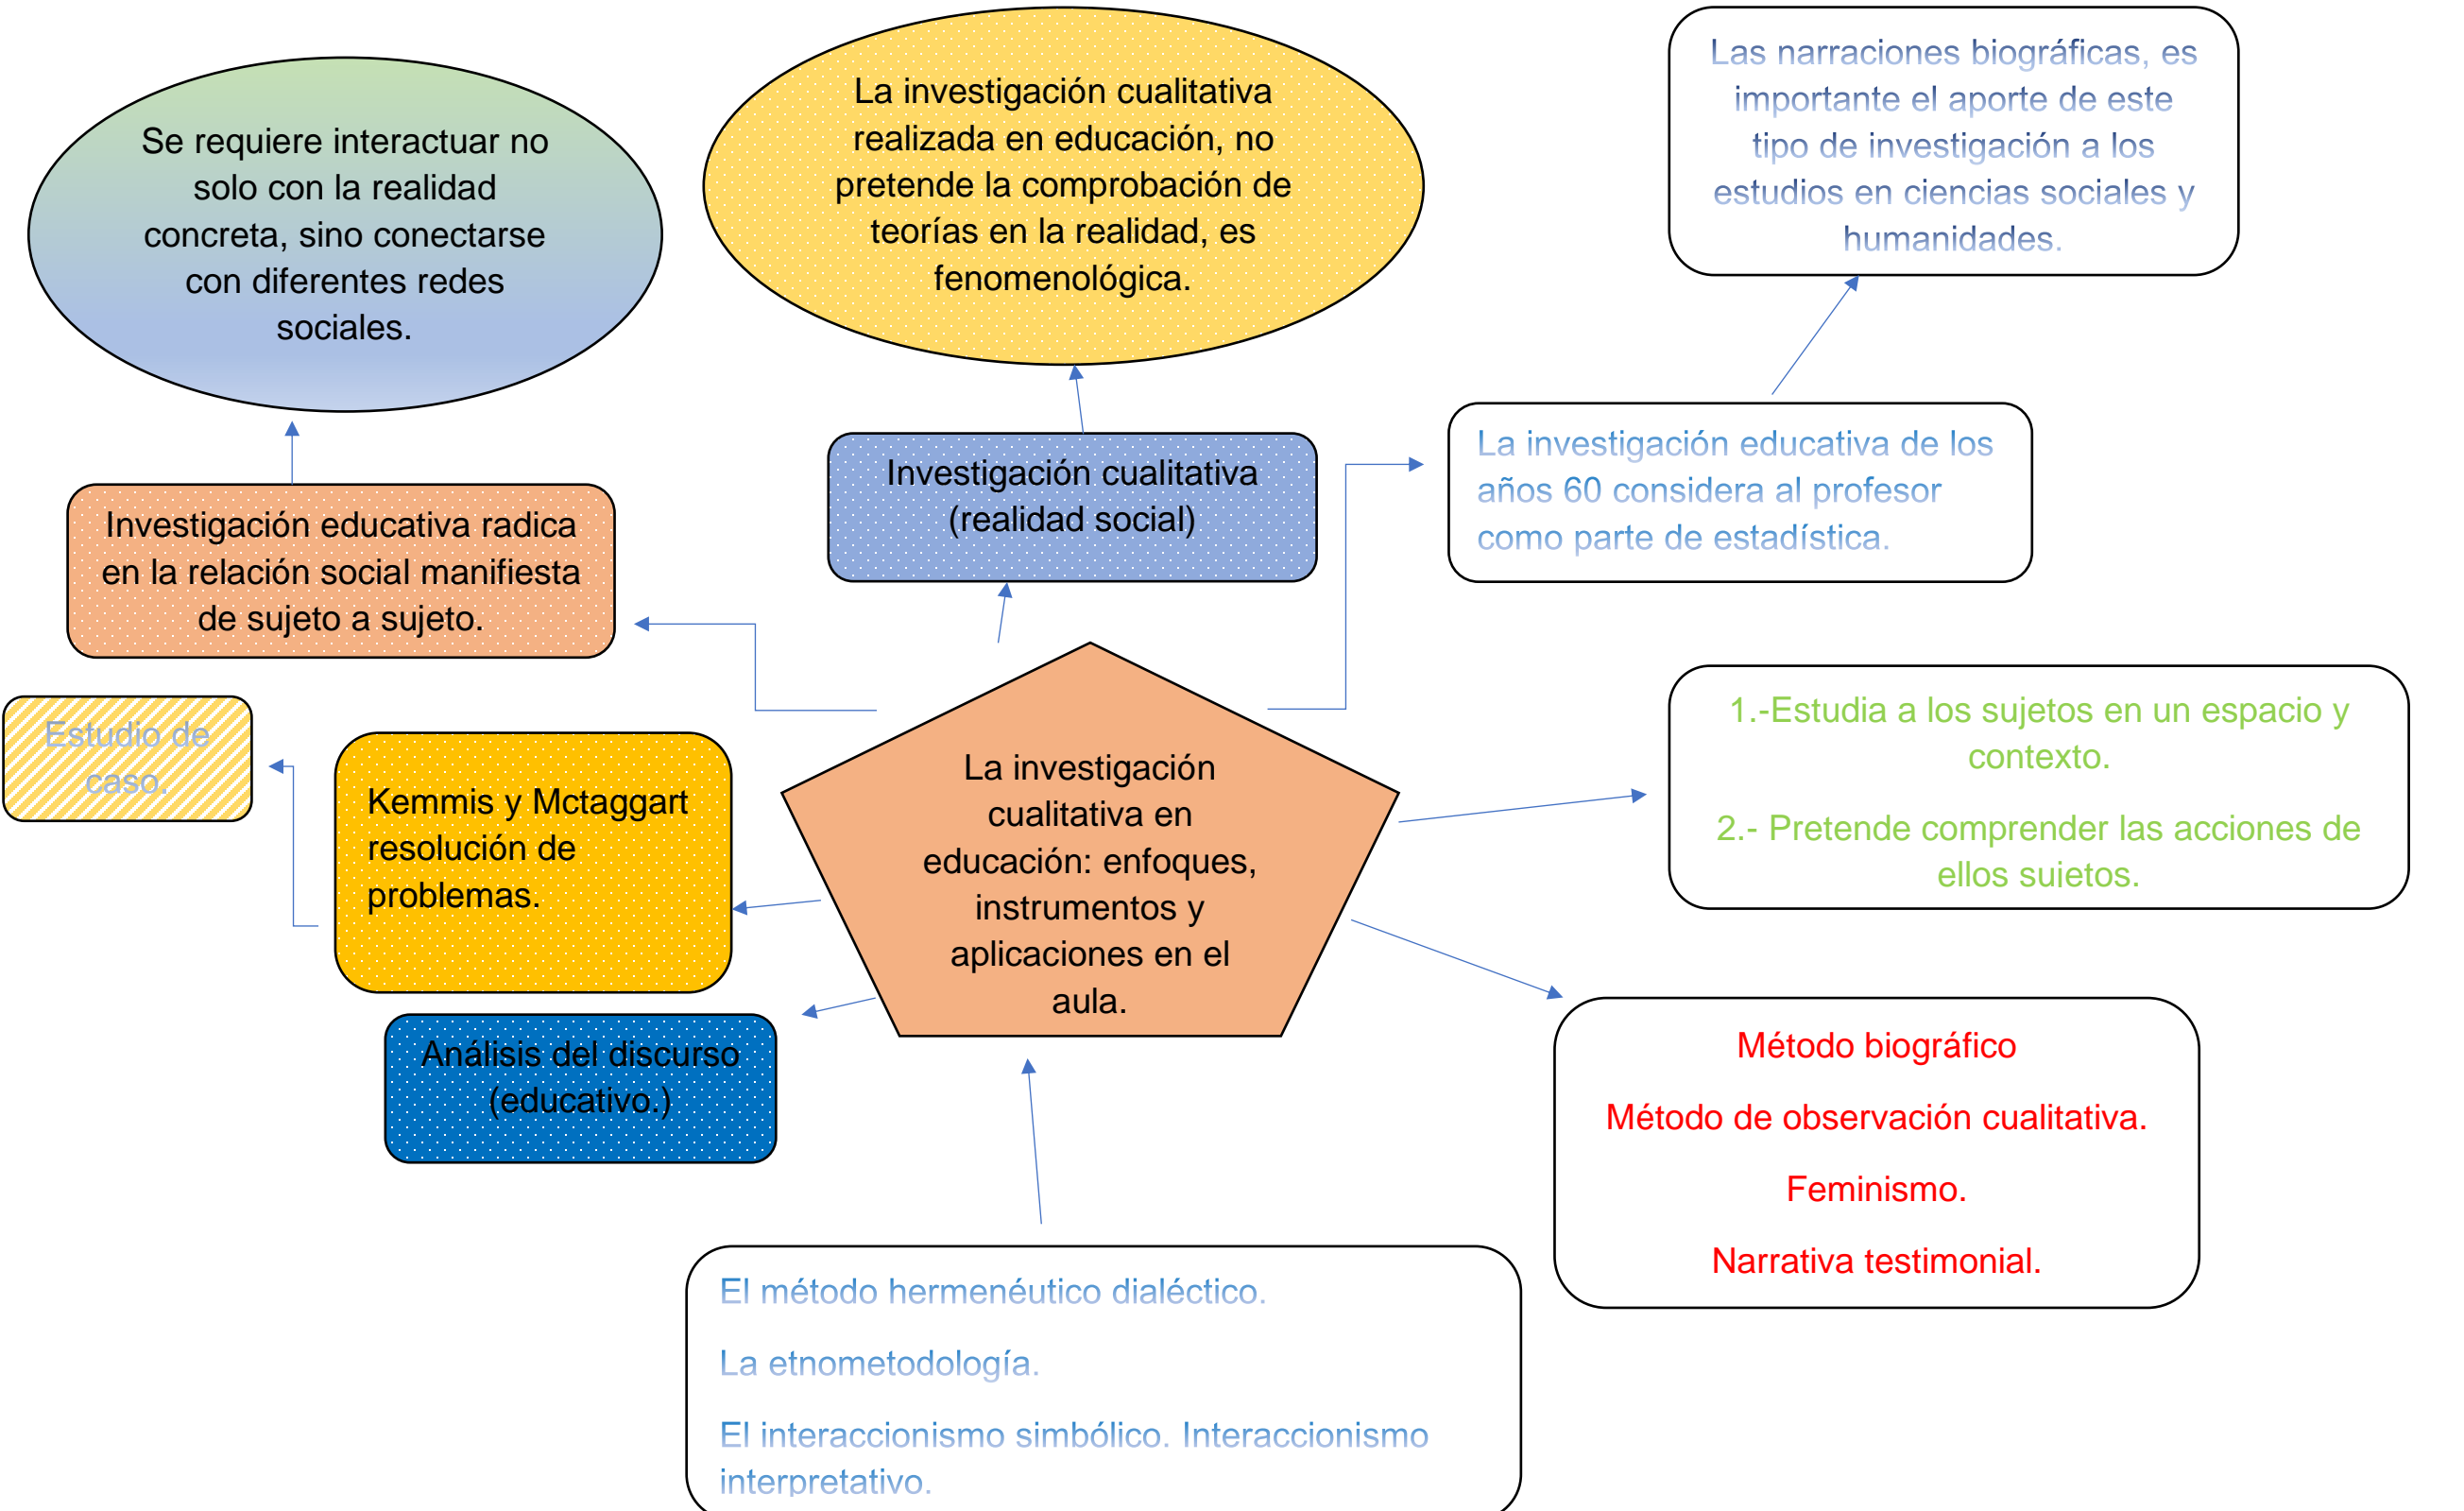 Se requiere interactuar no
solo con la realidad
concreta, sino conectarse
con diferentes redes
sociales.
La investigación cualitativa
realizada en educación, no
pretende la comprobación de
teorías en la realidad, es
fenomenológica.
Las narraciones biográficas, es
importante el aporte de este
tipo de investigación a los
estudios en ciencias sociales y
humanidades.
Investigación educativa radica
en la relación social manifiesta
de sujeto a sujeto.
Investigación cualitativa
(realidad social)
La investigación educativa de los
años 60 considera al profesor
como parte de estadística.
Estudio de
caso.
Kemmis y Mctaggart
resolución de
problemas.
La investigación
cualitativa en
educación: enfoques,
instrumentos y
aplicaciones en el
aula.
1.-Estudia a los sujetos en un espacio y
contexto.
2.- Pretende comprender las acciones de
ellos sujetos.
Análisis del discurso
(educativo.)
Método biográfico
Método de observación cualitativa.
Feminismo.
Narrativa testimonial.
El método hermenéutico dialéctico.
La etnometodología.
El interaccionismo simbólico. Interaccionismo
interpretativo.